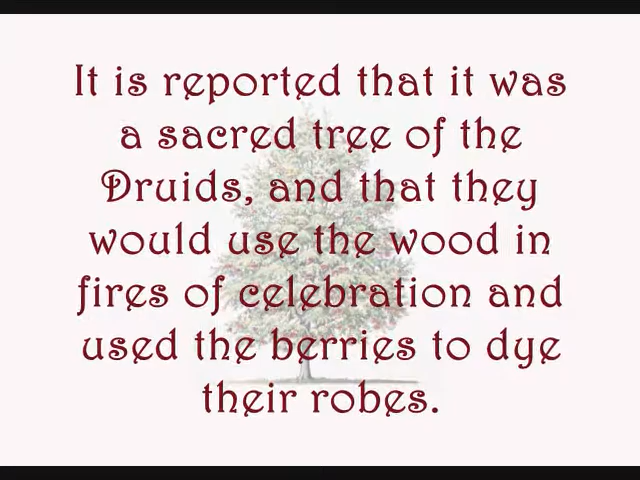 It is reported that it was
a sacred tree of the
Druids, and that they
would use the wood in
fires of celebration and
used the berries to dye
their robes.